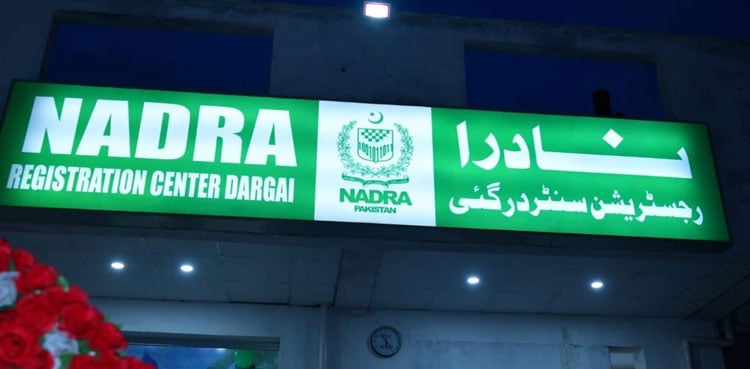 NADRA
REGISTRATION CENTER DARGAI
NADRA
PAKISTAN
نادرا
رجسٹریشن سنٹر درگئی